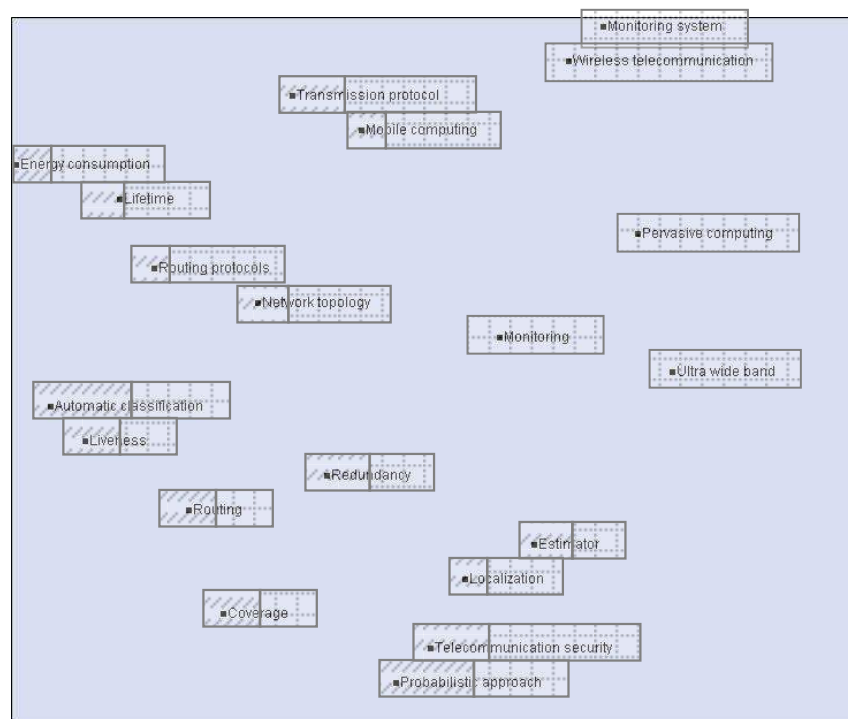 Monitoring system
Wireless telecommunication
Transmission protocol
Mobile computing
Energy consumption
Lifetime
Pervasive computing
Routing protocols
Network topology
Monitoring
Ultra wide band
Automatic classification
Liveness
Redundancy
Routing
Estimator
Localization
Coverage
Telecommunication security
Probabilistic approach